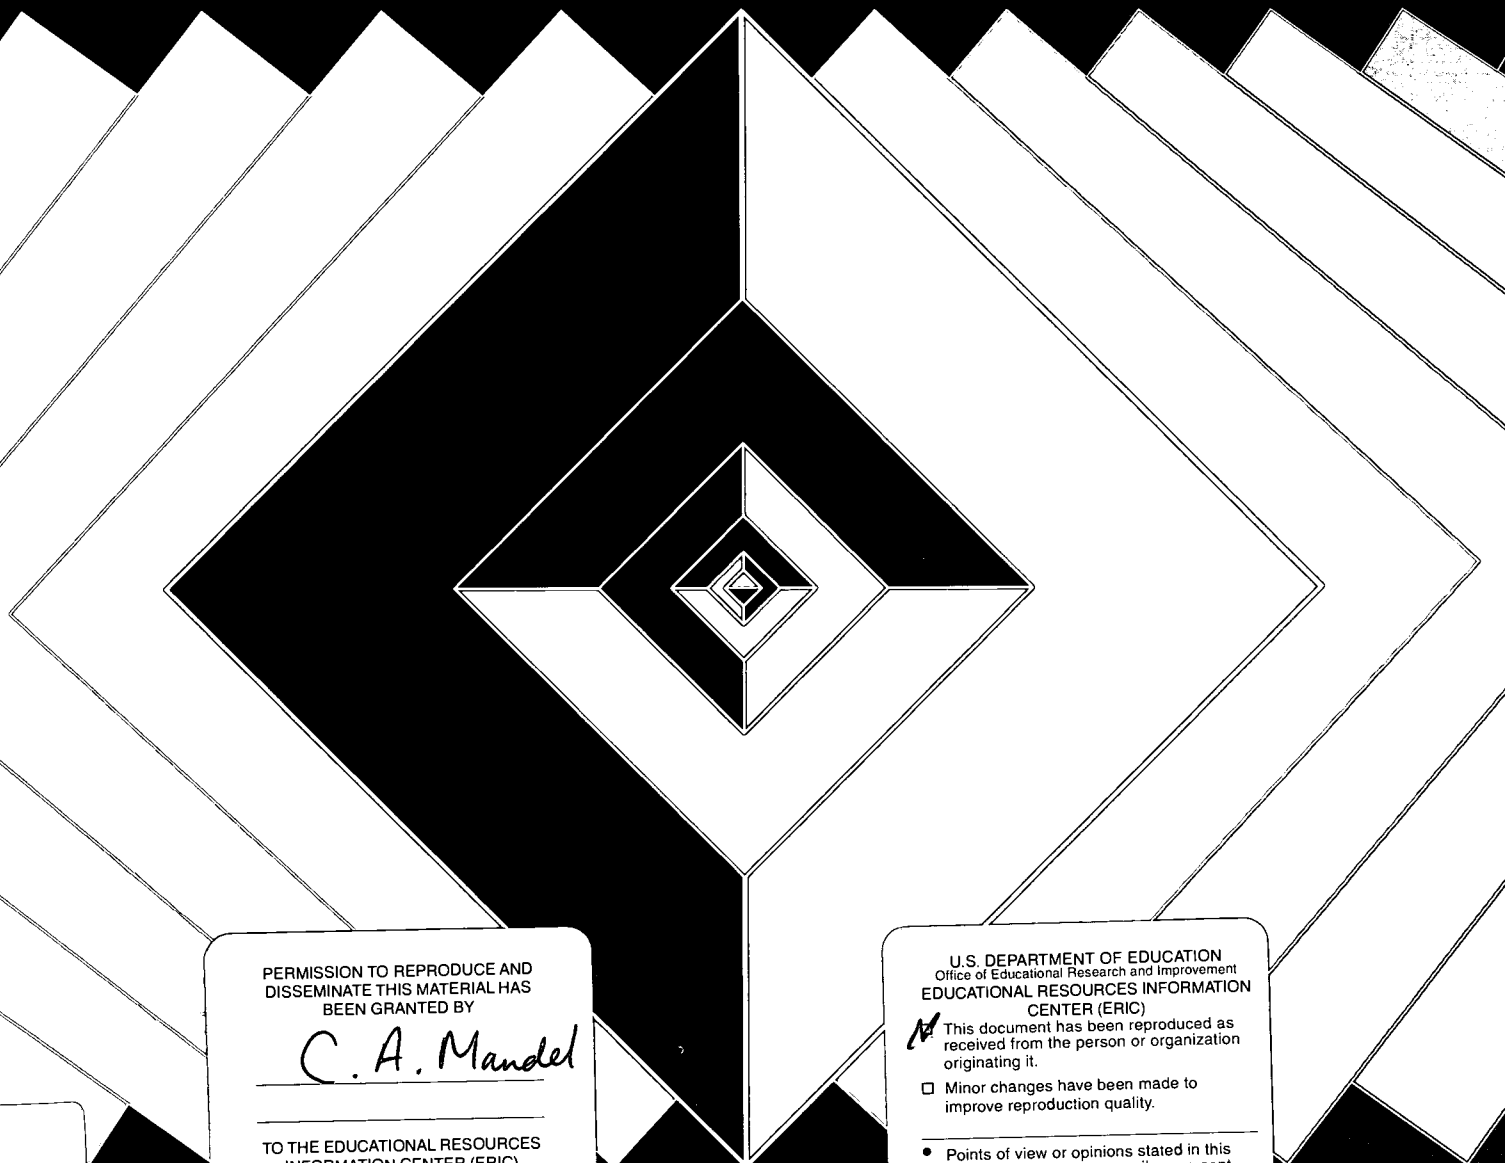 PERMISSION TO REPRODUCE AND
DISSEMINATE THIS MATERIAL HAS
BEEN GRANTED BY
C. A. Mandel
TO THE EDUCATIONAL RESOURCES
INFORMATION CENTER (ERIC)
U.S. DEPARTMENT OF EDUCATION
Office of Educational Research and Improvement
EDUCATIONAL RESOURCES INFORMATION
CENTER (ERIC)
This document has been reproduced as
received from the person or organization
originating it.
□ Minor changes have been made to
improve reproduction quality.
• Points of view or opinions stated in this